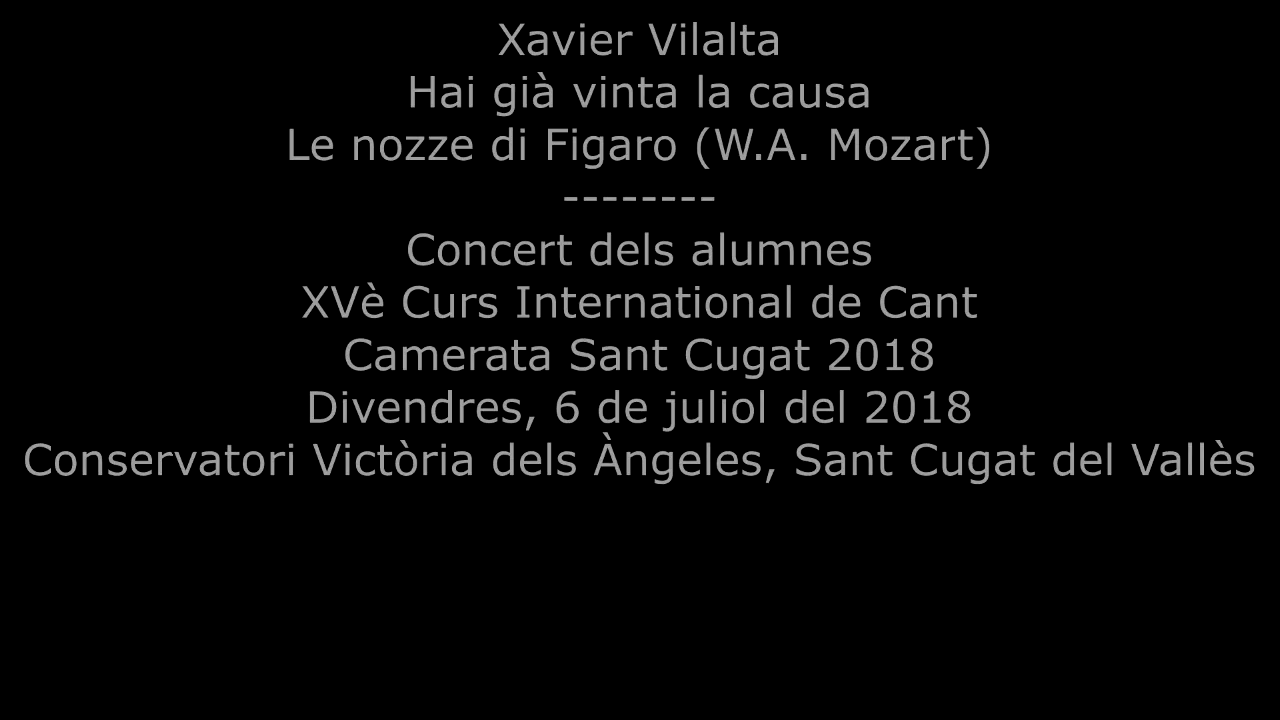 Xavier Vilalta
Hai già vinta la causa
Le nozze di Figaro (W.A. Mozart)
--------
Concert dels alumnes
XVè Curs International de Cant
Camerata Sant Cugat 2018
Divendres, 6 de juliol del 2018
Conservatori Victòria dels Àngeles, Sant Cugat del Vallès